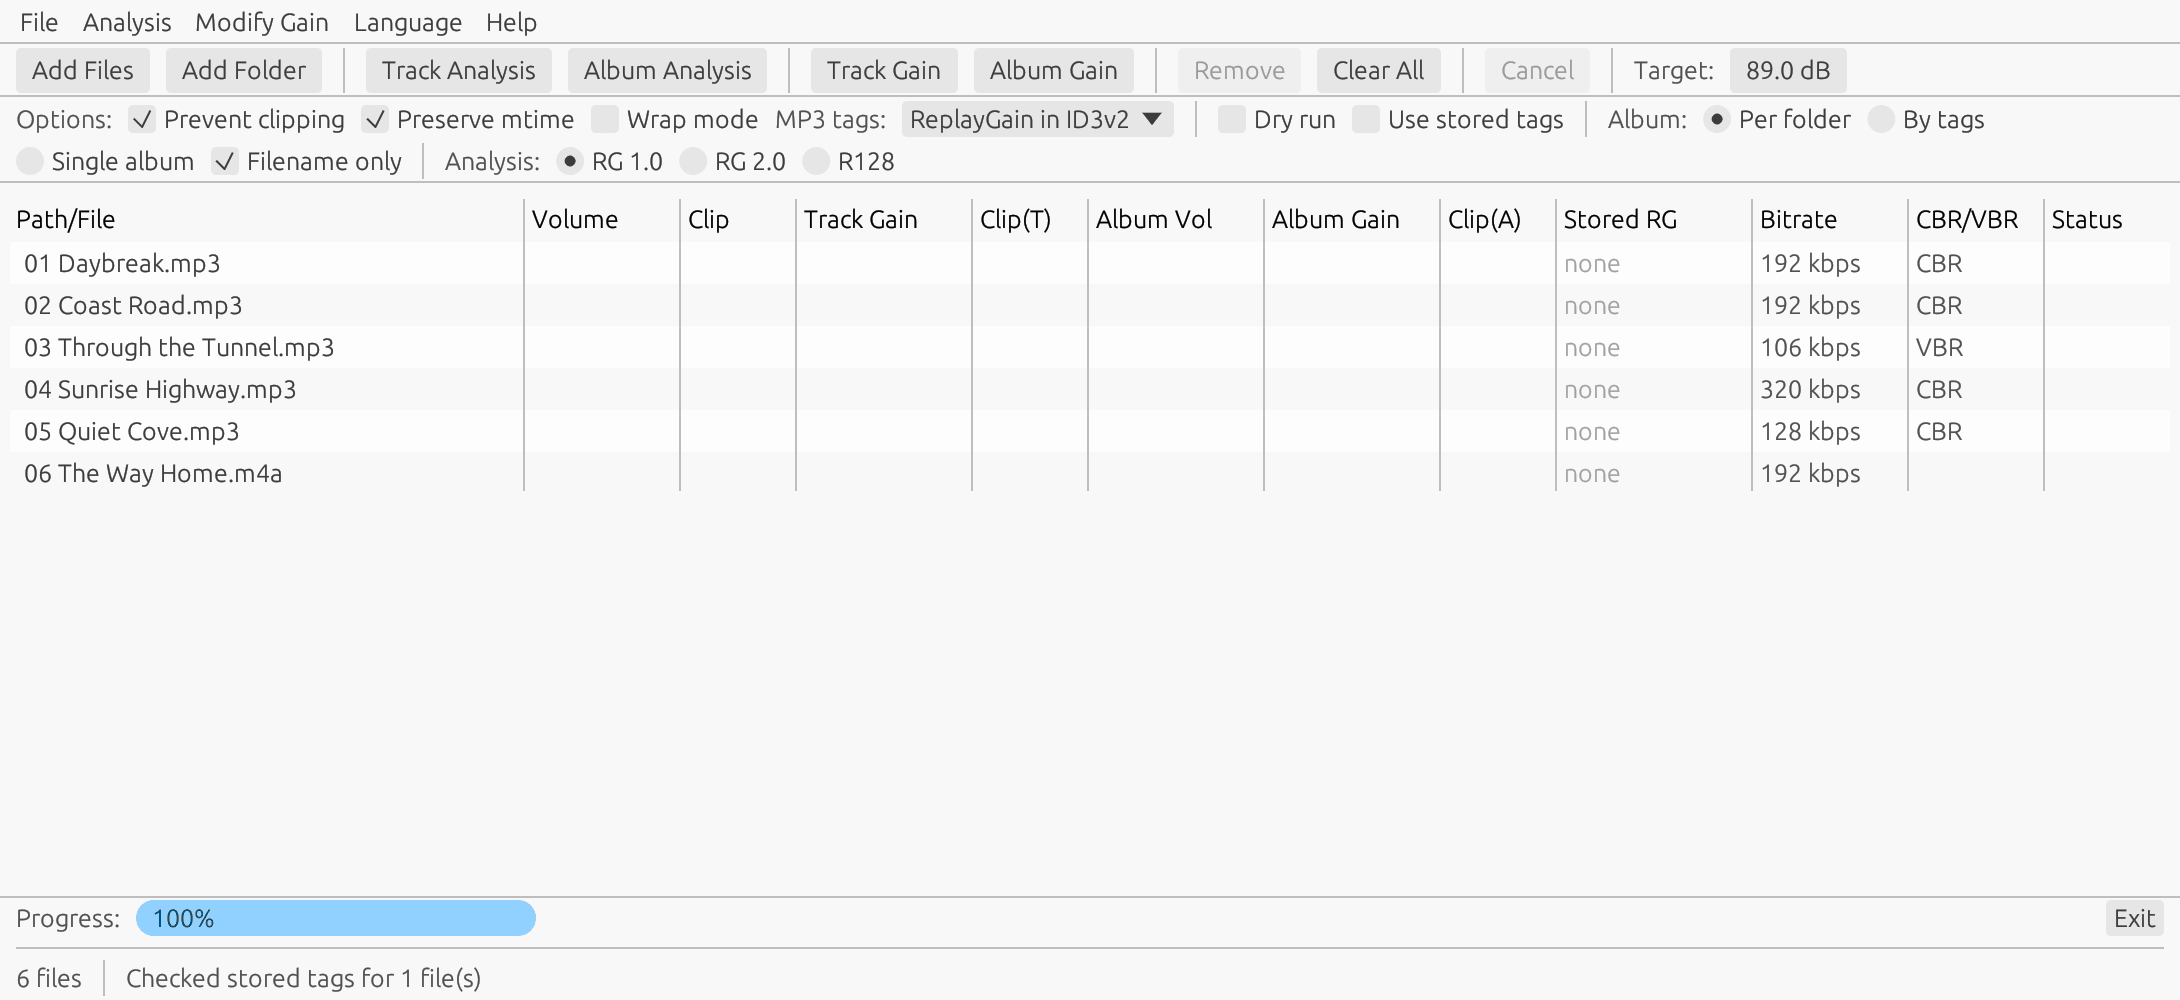 File Analysis Modify Gain Language Help
Add Files Add Folder Track Analysis Album Analysis Track Gain Album Gain Remove Clear All Cancel Target: 89.0 dB
Options: Prevent clipping Preserve mtime Wrap mode MP3 tags: ReplayGain in ID3v2 Dry run Use stored tags Album: Per folder By tags
Single album Filename only Analysis: RG 1.0 RG 2.0 R128
Path/File Volume Clip Track Gain Clip(T) Album Vol Album Gain Clip(A) Stored RG Bitrate CBR/VBR Status
01 Daybreak.mp3 none 192 kbps CBR
02 Coast Road.mp3 none 192 kbps CBR
03 Through the Tunnel.mp3 none 106 kbps VBR
04 Sunrise Highway.mp3 none 320 kbps CBR
05 Quiet Cove.mp3 none 128 kbps CBR
06 The Way Home.m4a none 192 kbps
Progress: 100% Exit
6 files Checked stored tags for 1 file(s)